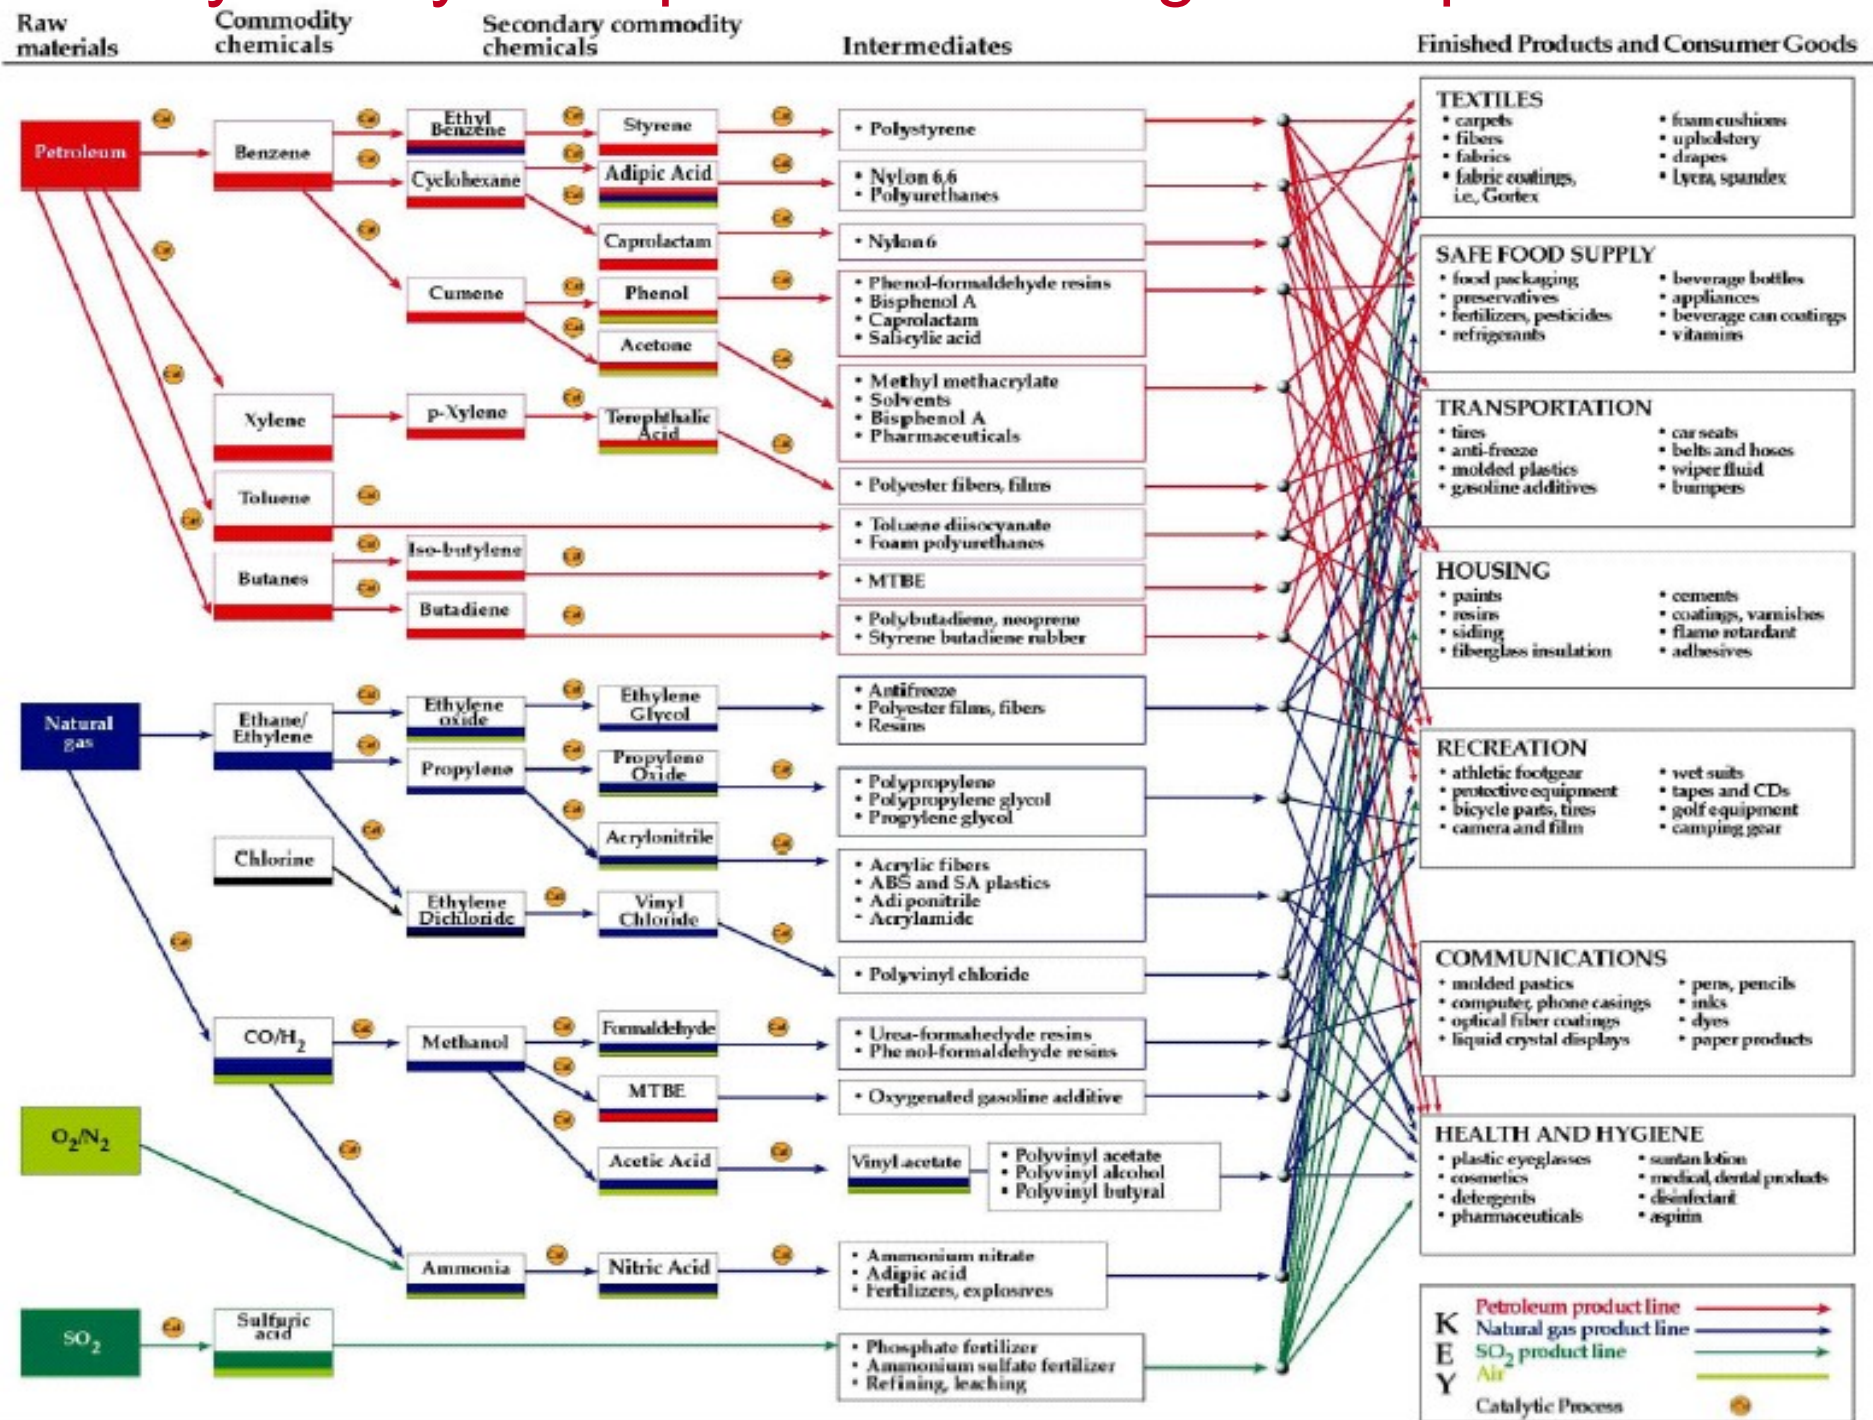 Raw
materials
Commodity
chemicals
Secondary commodity
chemicals
Intermediates
Finished Products and Consumer Goods
Petroleum
Benzene
Ethyl
Benzene
Styrene
• Polystyrene
Cyclohexane
Adipic Acid
• Nylon 6,6
• Polyurethanes
Caprolactam
• Nylon 6
Cumene
Phenol
• Phenol-formaldehyde resins
• Bisphenol A
• Caprolactam
• Salicylic acid
Acetone
• Methyl methacrylate
• Solvents
• Bisphenol A
• Pharmaceuticals
Xylene
p-Xylene
Terephthalic
Acid
• Polyester fibers, films
Toluene
• Toluene diisocyanate
• Foam polyurethanes
Butanes
Iso-butylene
• MTBE
Butadiene
• Polybutadiene, neoprene
• Styrene butadiene rubber
Natural
gas
Ethane/
Ethylene
Ethylene
oxide
Ethylene
Glycol
• Antifreeze
• Polyester films, fibers
• Resins
Propylene
Propylene
Oxide
• Polypropylene
• Polypropylene glycol
• Propylene glycol
Acrylonitrile
• Acrylic fibers
• ABS and SA plastics
• Adiponitrile
• Acrylamide
Chlorine
Ethylene
Dichloride
Vinyl
Chloride
• Polyvinyl chloride
CO/H2
Methanol
Formaldehyde
• Urea-formahedyde resins
• Phenol-formaldehyde resins
MTBE
• Oxygenated gasoline additive
Acetic Acid
Vinyl acetate
• Polyvinyl acetate
• Polyvinyl alcohol
• Polyvinyl butyral
O2/N2
Ammonia
Nitric Acid
• Ammonium nitrate
• Adipic acid
• Fertilizers, explosives
SO2
Sulfuric
acid
• Phosphate fertilizer
• Ammonium sulfate fertilizer
• Refining, leaching
TEXTILES
• carpets
• fibers
• fabrics
• fabric coatings,
i.e., Gortex
• foam cushions
• upholstery
• drapes
• Lycra, spandex
SAFE FOOD SUPPLY
• food packaging
• preservatives
• fertilizers, pesticides
• refrigerants
• beverage bottles
• appliances
• beverage can coatings
• vitamins
TRANSPORTATION
• tires
• anti-freeze
• molded plastics
• gasoline additives
• car seats
• belts and hoses
• wiper fluid
• bumpers
HOUSING
• paints
• resins
• siding
• fiberglass insulation
• cements
• coatings, varnishes
• flame retardant
• adhesives
RECREATION
• athletic footgear
• protective equipment
• bicycle parts, tires
• camera and film
• wet suits
• tapes and CDs
• golf equipment
• camping gear
COMMUNICATIONS
• molded pastics
• computer, phone casings
• optical fiber coatings
• liquid crystal displays
• pens, pencils
• inks
• dyes
• paper products
HEALTH AND HYGIENE
• plastic eyeglasses
• cosmetics
• detergents
• pharmaceuticals
• suntan lotion
• medical, dental products
• disinfectant
• aspirin
KEY
Petroleum product line
Natural gas product line
SO2 product line
Air
Catalytic Process
Cat